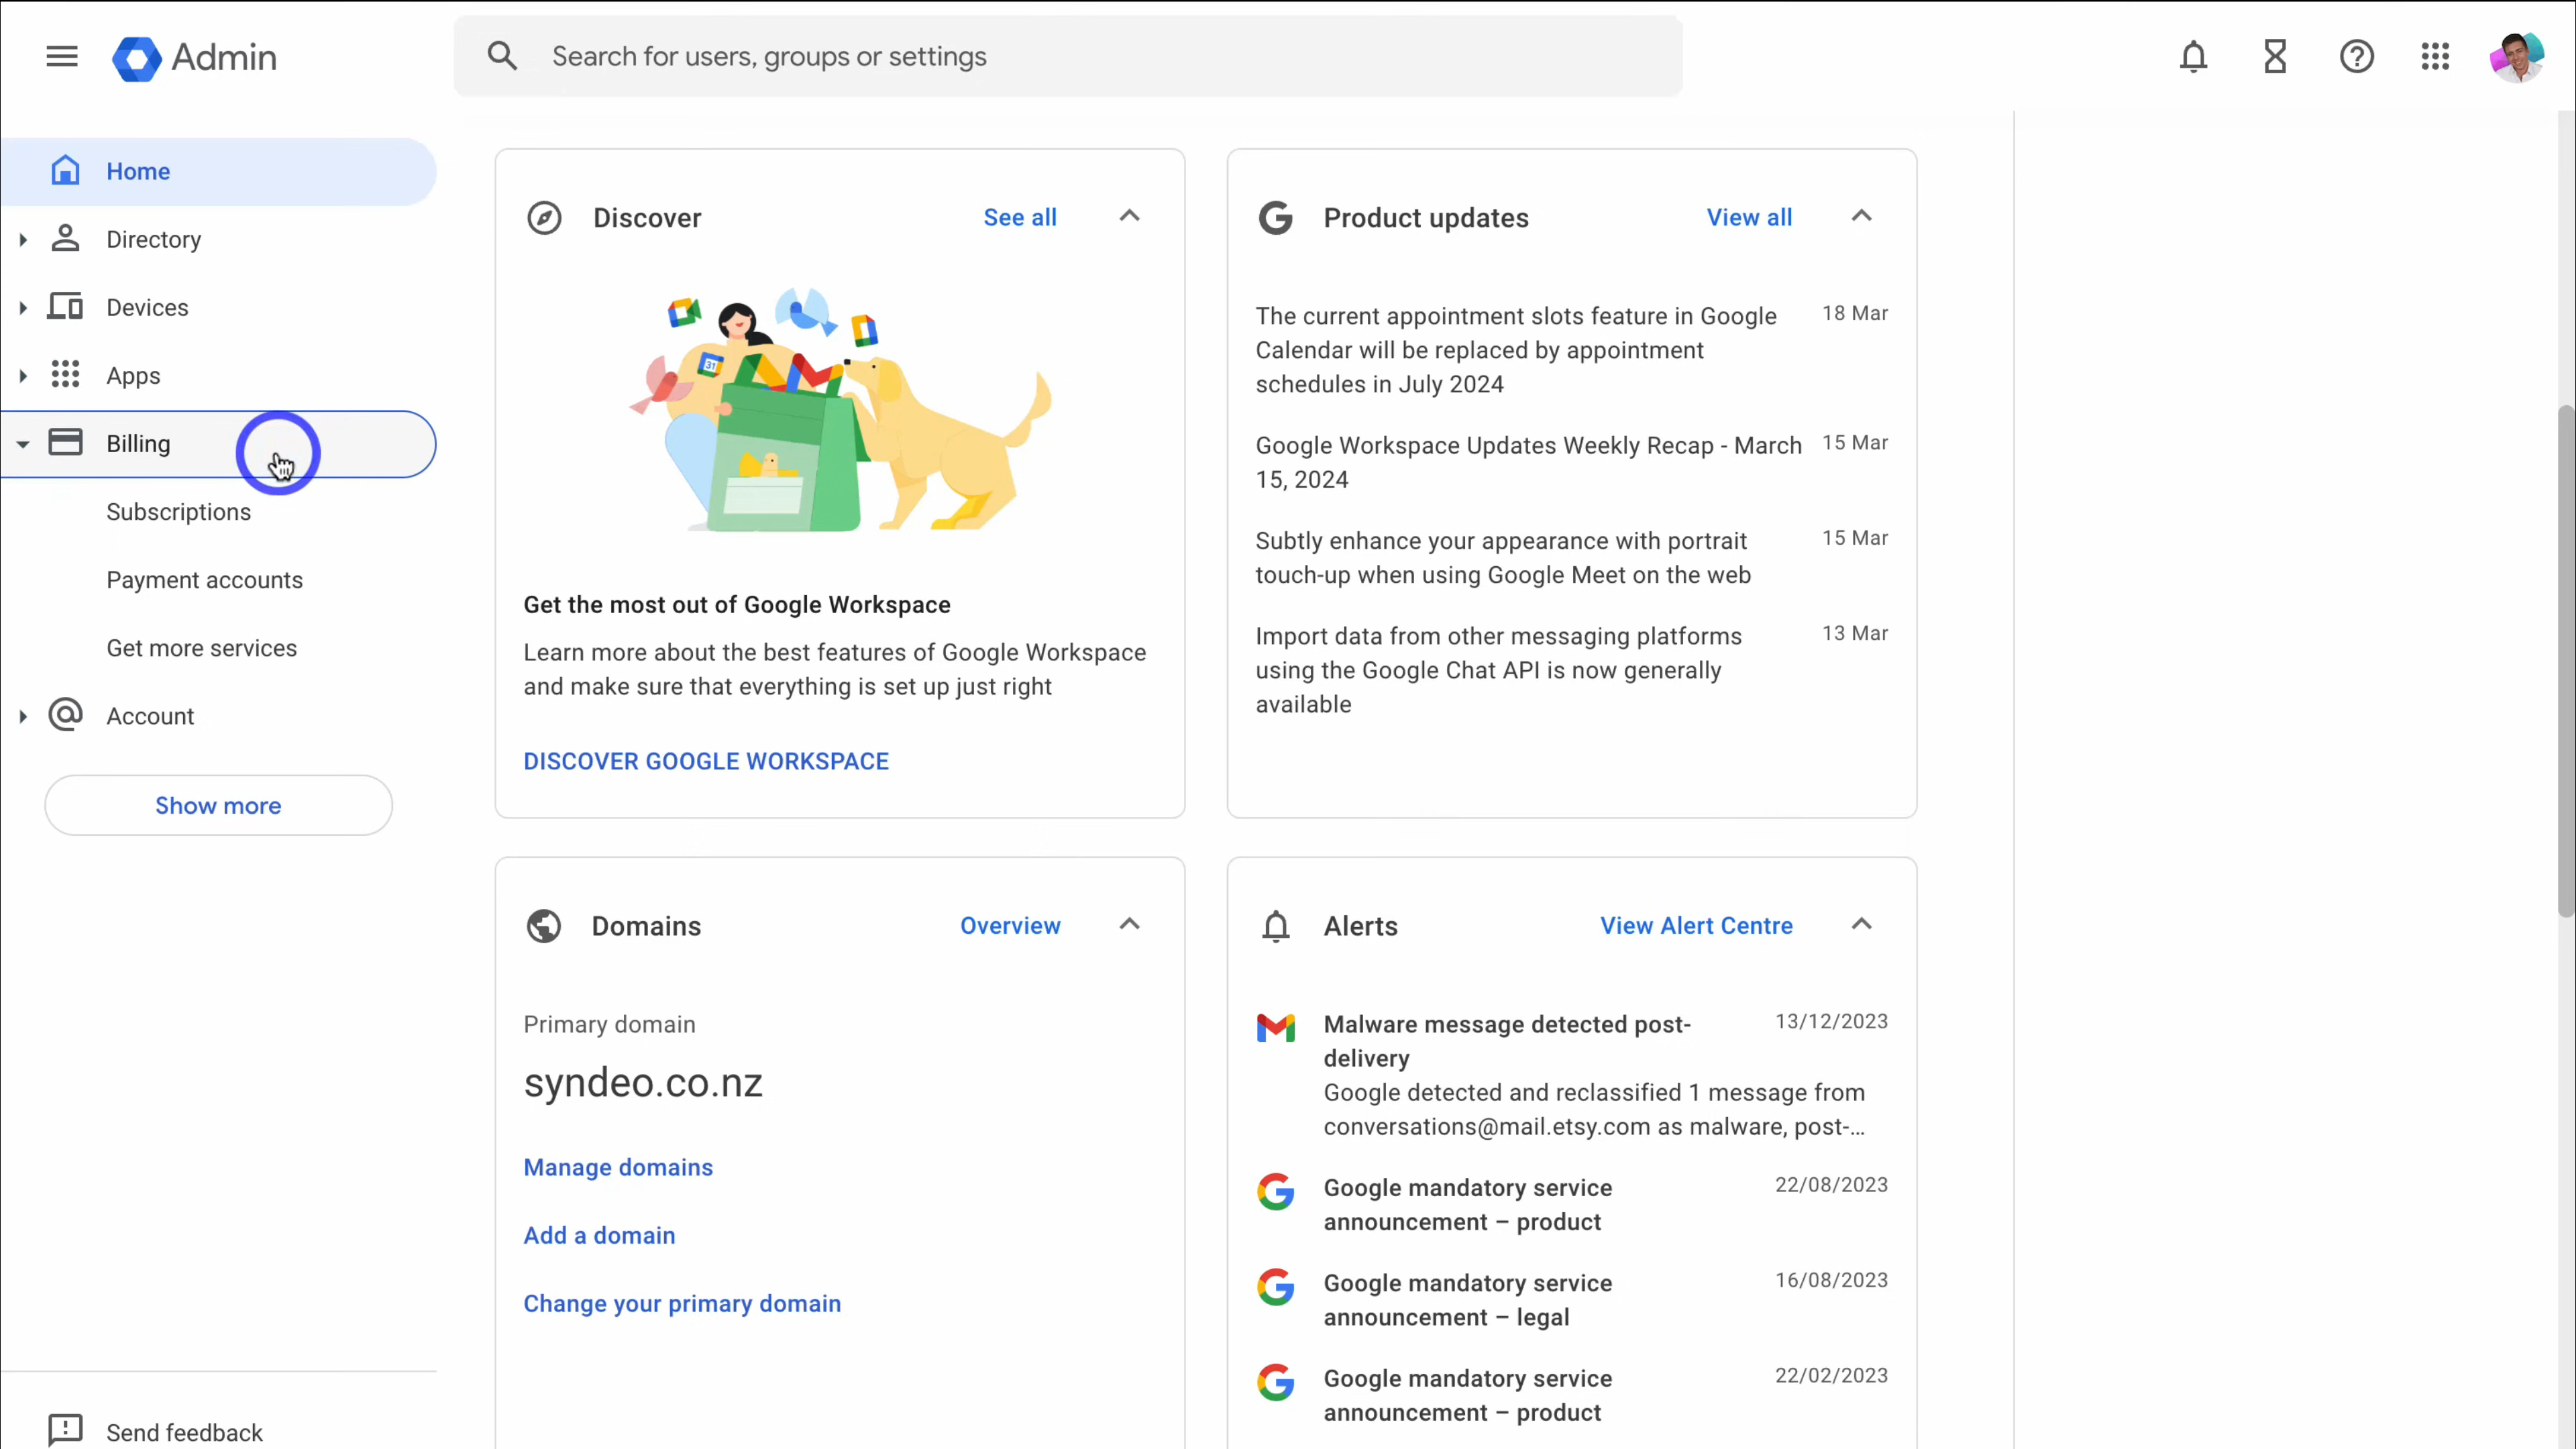 Admin
Search for users, groups or settings
Home
Directory
Devices
Apps
Billing
Subscriptions
Payment accounts
Get more services
Account
Show more
Send feedback
Discover
See all
31
Get the most out of Google Workspace
Learn more about the best features of Google Workspace
and make sure that everything is set up just right
DISCOVER GOOGLE WORKSPACE
Product updates
View all
The current appointment slots feature in Google
18 Mar
Calendar will be replaced by appointment
schedules in July 2024
Google Workspace Updates Weekly Recap - March
15 Mar
15, 2024
Subtly enhance your appearance with portrait
15 Mar
touch-up when using Google Meet on the web
Import data from other messaging platforms
13 Mar
using the Google Chat API is now generally
available
Domains
Overview
Primary domain
syndeo.co.nz
Manage domains
Add a domain
Change your primary domain
Alerts
View Alert Centre
Malware message detected post-
13/12/2023
delivery
Google detected and reclassified 1 message from
conversations@mail.etsy.com as malware, post-...
Google mandatory service
22/08/2023
announcement – product
Google mandatory service
16/08/2023
announcement – legal
Google mandatory service
22/02/2023
announcement – product